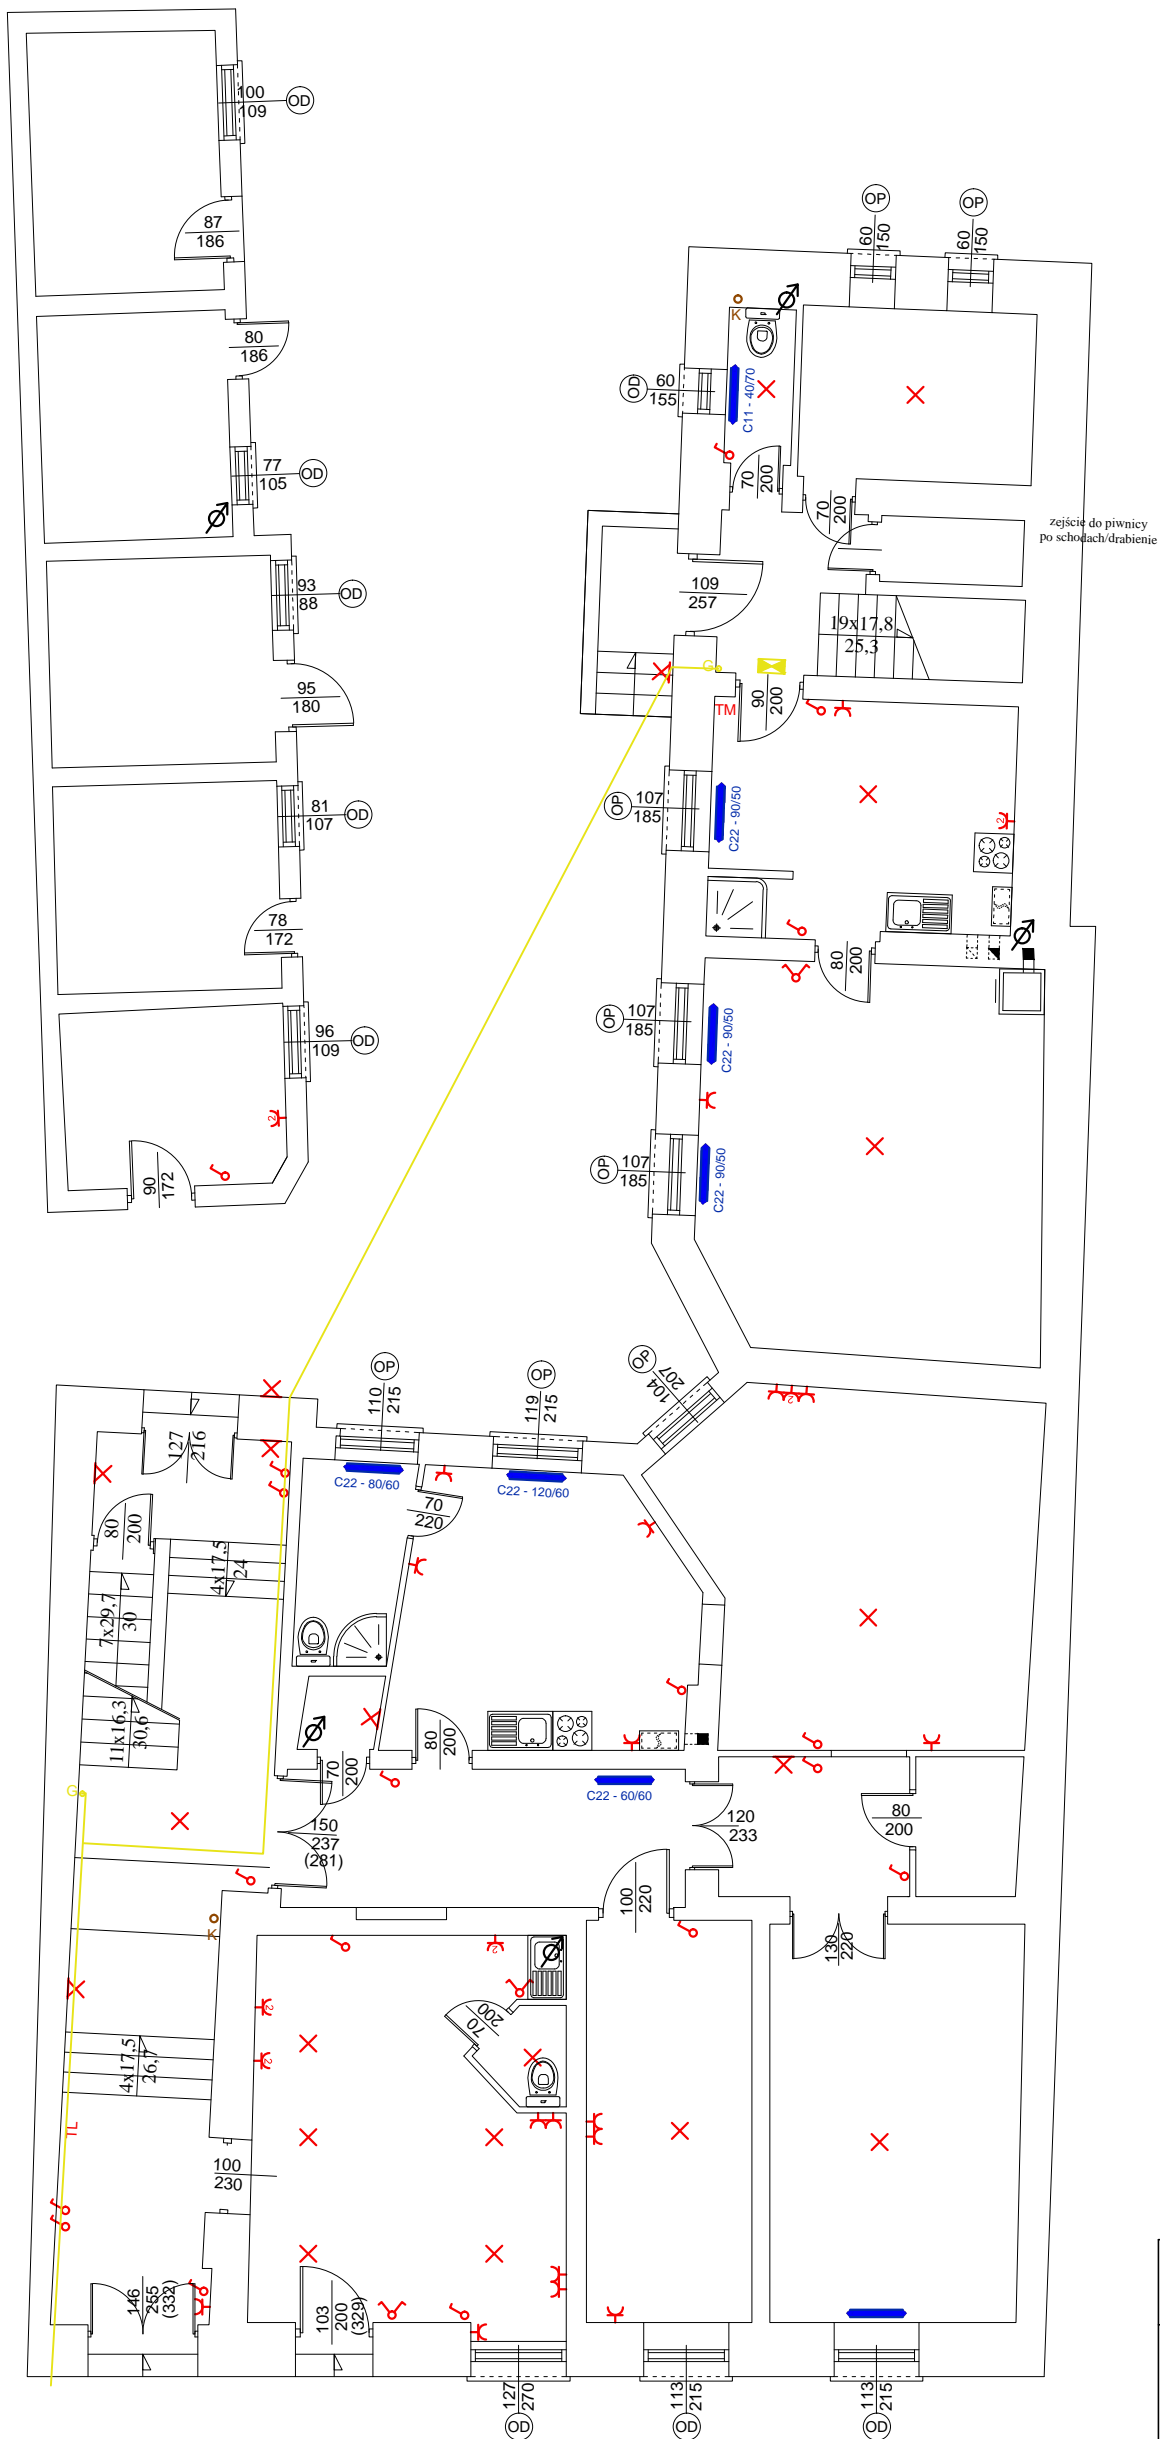 100
109
OD
87
186
80
186
77
105
OD
93
88
OD
95
180
81
107
OD
78
172
96
109
OD
2
90
172
OP
60
150
OP
60
150
K
OD
60
155
C11 - 40/70
70
200
70
200
zejście do piwnicy
po schodach/drabienie
109
257
19x17,8
25,3
G
TM
90
200
OP
107
185
C22 - 90/50
2
80
200
OP
107
185
C22 - 90/50
OP
107
185
C22 - 90/50
OP
104
207
2
OP
110
215
OP
119
215
C22 - 80/60
C22 - 120/60
127
216
70
220
80
200
4x17,5
24
7x29,7
30
11x16,3
30,6
G
70
200
80
200
C22 - 60/60
150
237
(281)
120
233
80
200
100
220
130
220
K
2
2
2
70
200
4x17,5
26,7
TL
100
230
146
255
(332)
103
200
(329)
127
270
OD
113
215
OD
113
215
OD